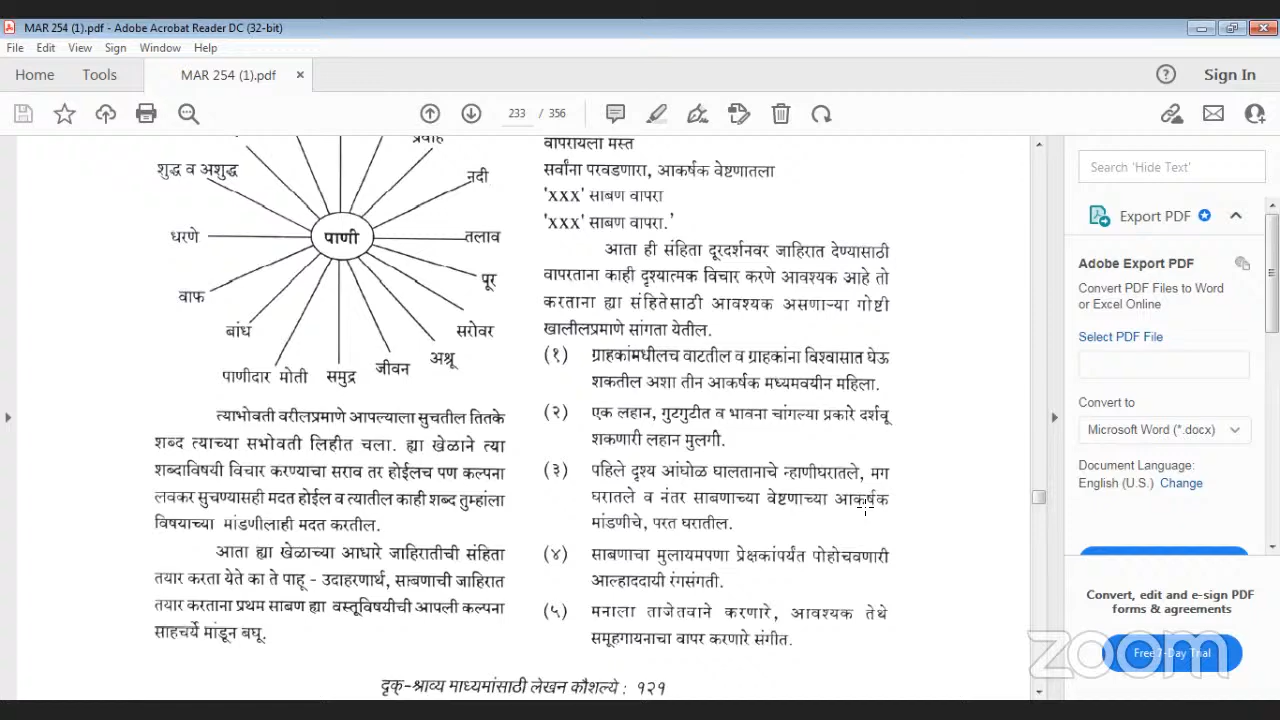 MAR 254 (1).pdf - Adobe Acrobat Reader DC (32-bit)
File Edit View Sign Window Help
Home Tools MAR 254 (1).pdf × Sign In
233 / 356
प्रवाह
शुद्ध व अशुद्ध
नदी
धरणे
पाणी
तलाव
वाफ
पूर
बांध
सरोवर
पाणीदार मोती
समुद्र
जीवन
अश्रू
त्याभोवती वरीलप्रमाणे आपल्याला सुचतील तितके
शब्द त्याच्या सभोवती लिहीत चला. ह्या खेळाने त्या
शब्दाविषयी विचार करण्याचा सराव तर होईलच पण कल्पना
लवकर सुचण्यासही मदत होईल व त्यातील काही शब्द तुम्हांला
विषयाच्या मांडणीलाही मदत करतील.
आता ह्या खेळाच्या आधारे जाहिरातीची संहिता
तयार करता येते का ते पाहू - उदाहरणार्थ, साबणाची जाहिरात
तयार करताना प्रथम साबण ह्या वस्तूविषयीची आपली कल्पना
साहचर्ये मांडून बघू.
वापरायला मस्त
सर्वांना परवडणारा, आकर्षक वेष्टणातला
'xxx' साबण वापरा
'xxx' साबण वापरा.'
आता ही संहिता दूरदर्शनवर जाहिरात देण्यासाठी
वापरताना काही दृश्यात्मक विचार करणे आवश्यक आहे तो
करताना ह्या संहितेसाठी आवश्यक असणाऱ्या गोष्टी
खालीलप्रमाणे सांगता येतील.
(१) ग्राहकांमधीलच वाटतील व ग्राहकांना विश्वासात घेऊ
शकतील अशा तीन आकर्षक मध्यमवयीन महिला.
(२) एक लहान, गुटगुटीत व भावना चांगल्या प्रकारे दर्शवू
शकणारी लहान मुलगी.
(३) पहिले दृश्य आंघोळ घालतानाचे न्हाणीघरातले, मग
घरातले व नंतर साबणाच्या वेष्टणाच्या आकर्षक
मांडणीचे, परत घरातील.
(४) साबणाचा मुलायमपणा प्रेक्षकांपर्यंत पोहोचवणारी
आल्हाददायी रंगसंगती.
(५) मनाला ताजेतवाने करणारे, आवश्यक तेथे
समूहगायनाचा वापर करणारे संगीत.
दृक्-श्राव्य माध्यमांसाठी लेखन कौशल्ये : १२१
Search 'Hide Text'
Export PDF
Adobe Export PDF
Convert PDF Files to Word
or Excel Online
Select PDF File
Convert to
Microsoft Word (*.docx)
Document Language:
English (U.S.) Change
Convert, edit and e-sign PDF
forms & agreements
Free 7-Day Trial
zoom